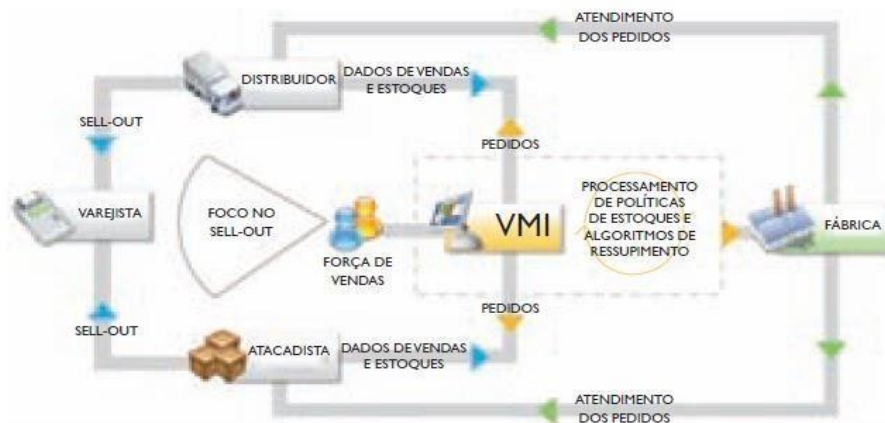 ATENDIMENTO
DOS PEDIDOS
DISTRIBUIDOR
DADOS DE VENDAS
E ESTOQUES
SELL-OUT
PEDIDOS
VAREJISTA
FOCO NO
SELL-OUT
FORÇA DE
VENDAS
VMI
PROCESSAMENTO
DE POLÍTICAS
DE ESTOQUES E
ALGORITMOS DE
RESSUPIMENTO
FÁBRICA
PEDIDOS
SELL-OUT
ATACADISTA
DADOS DE VENDAS
E ESTOQUES
ATENDIMENTO
DOS PEDIDOS